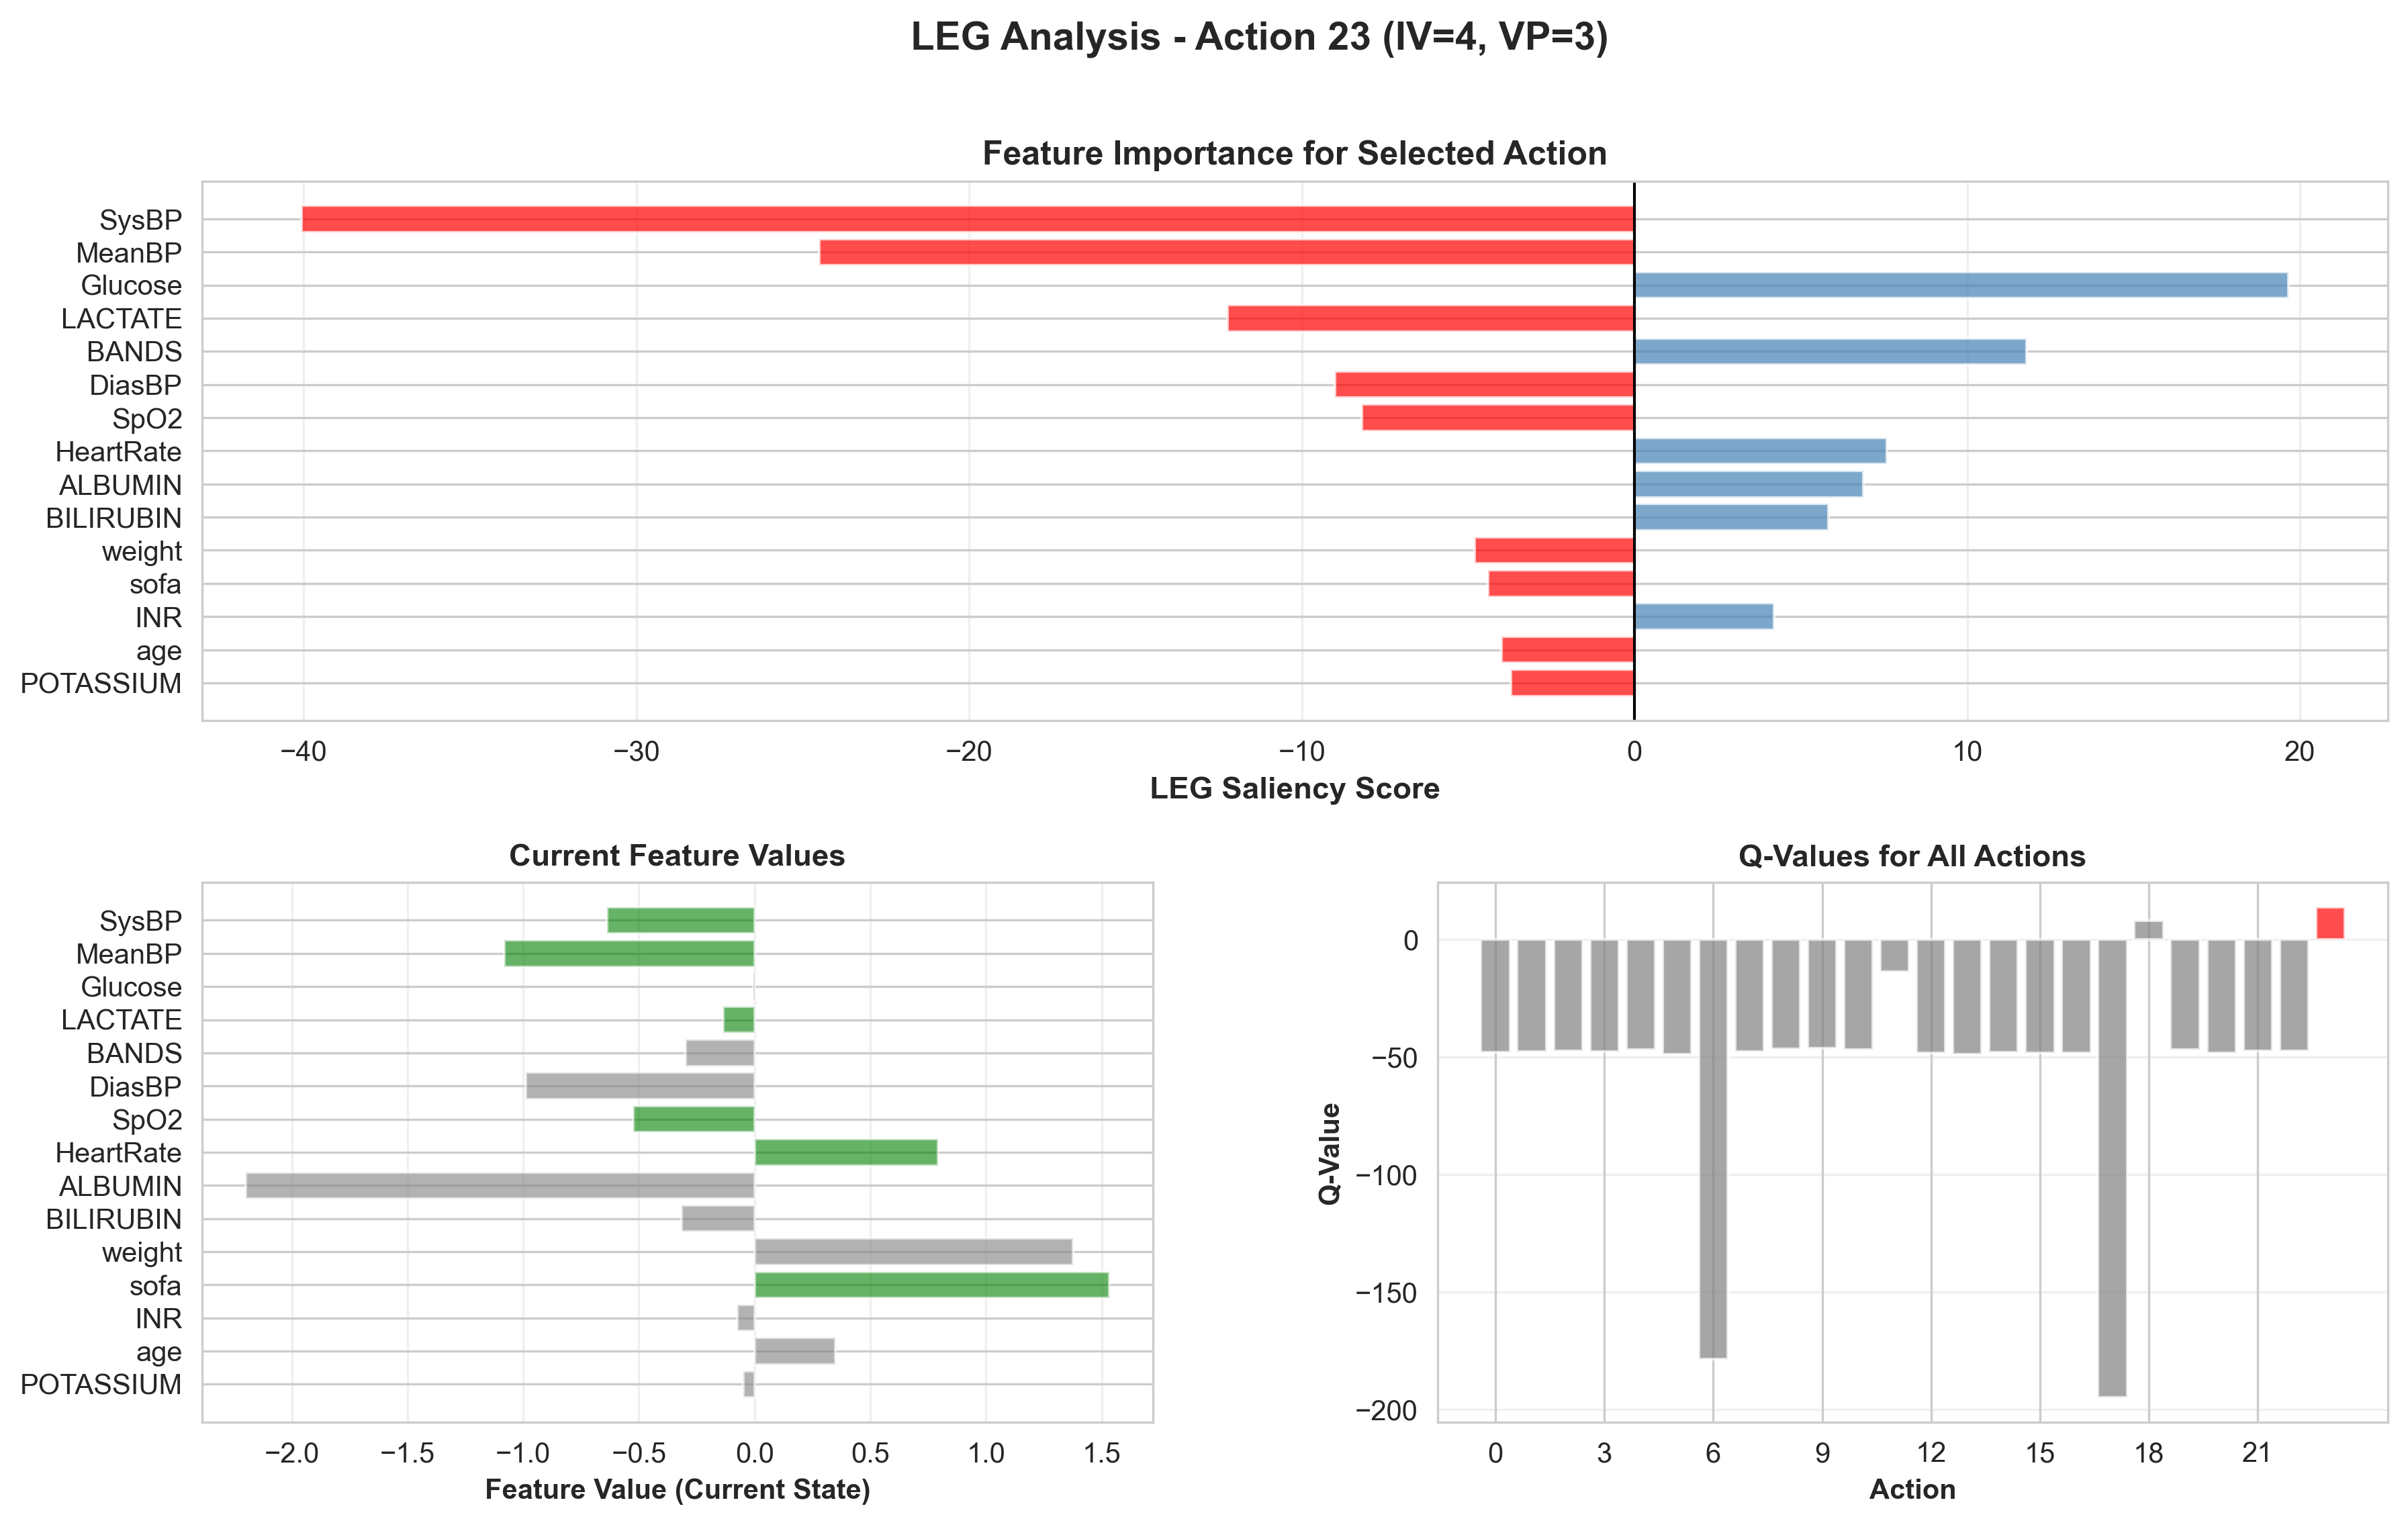 LEG Analysis - Action 23 (IV=4, VP=3)
Feature Importance for Selected Action
SysBP
MeanBP
Glucose
LACTATE
BANDS
DiasBP
SpO2
HeartRate
ALBUMIN
BILIRUBIN
weight
sofa
INR
age
POTASSIUM
−40 −30 −20 −10 0 10 20
LEG Saliency Score
Current Feature Values
SysBP
MeanBP
Glucose
LACTATE
BANDS
DiasBP
SpO2
HeartRate
ALBUMIN
BILIRUBIN
weight
sofa
INR
age
POTASSIUM
−2.0 −1.5 −1.0 −0.5 0.0 0.5 1.0 1.5
Feature Value (Current State)
Q-Values for All Actions
Q-Value
0
−50
−100
−150
−200
0 3 6 9 12 15 18 21
Action